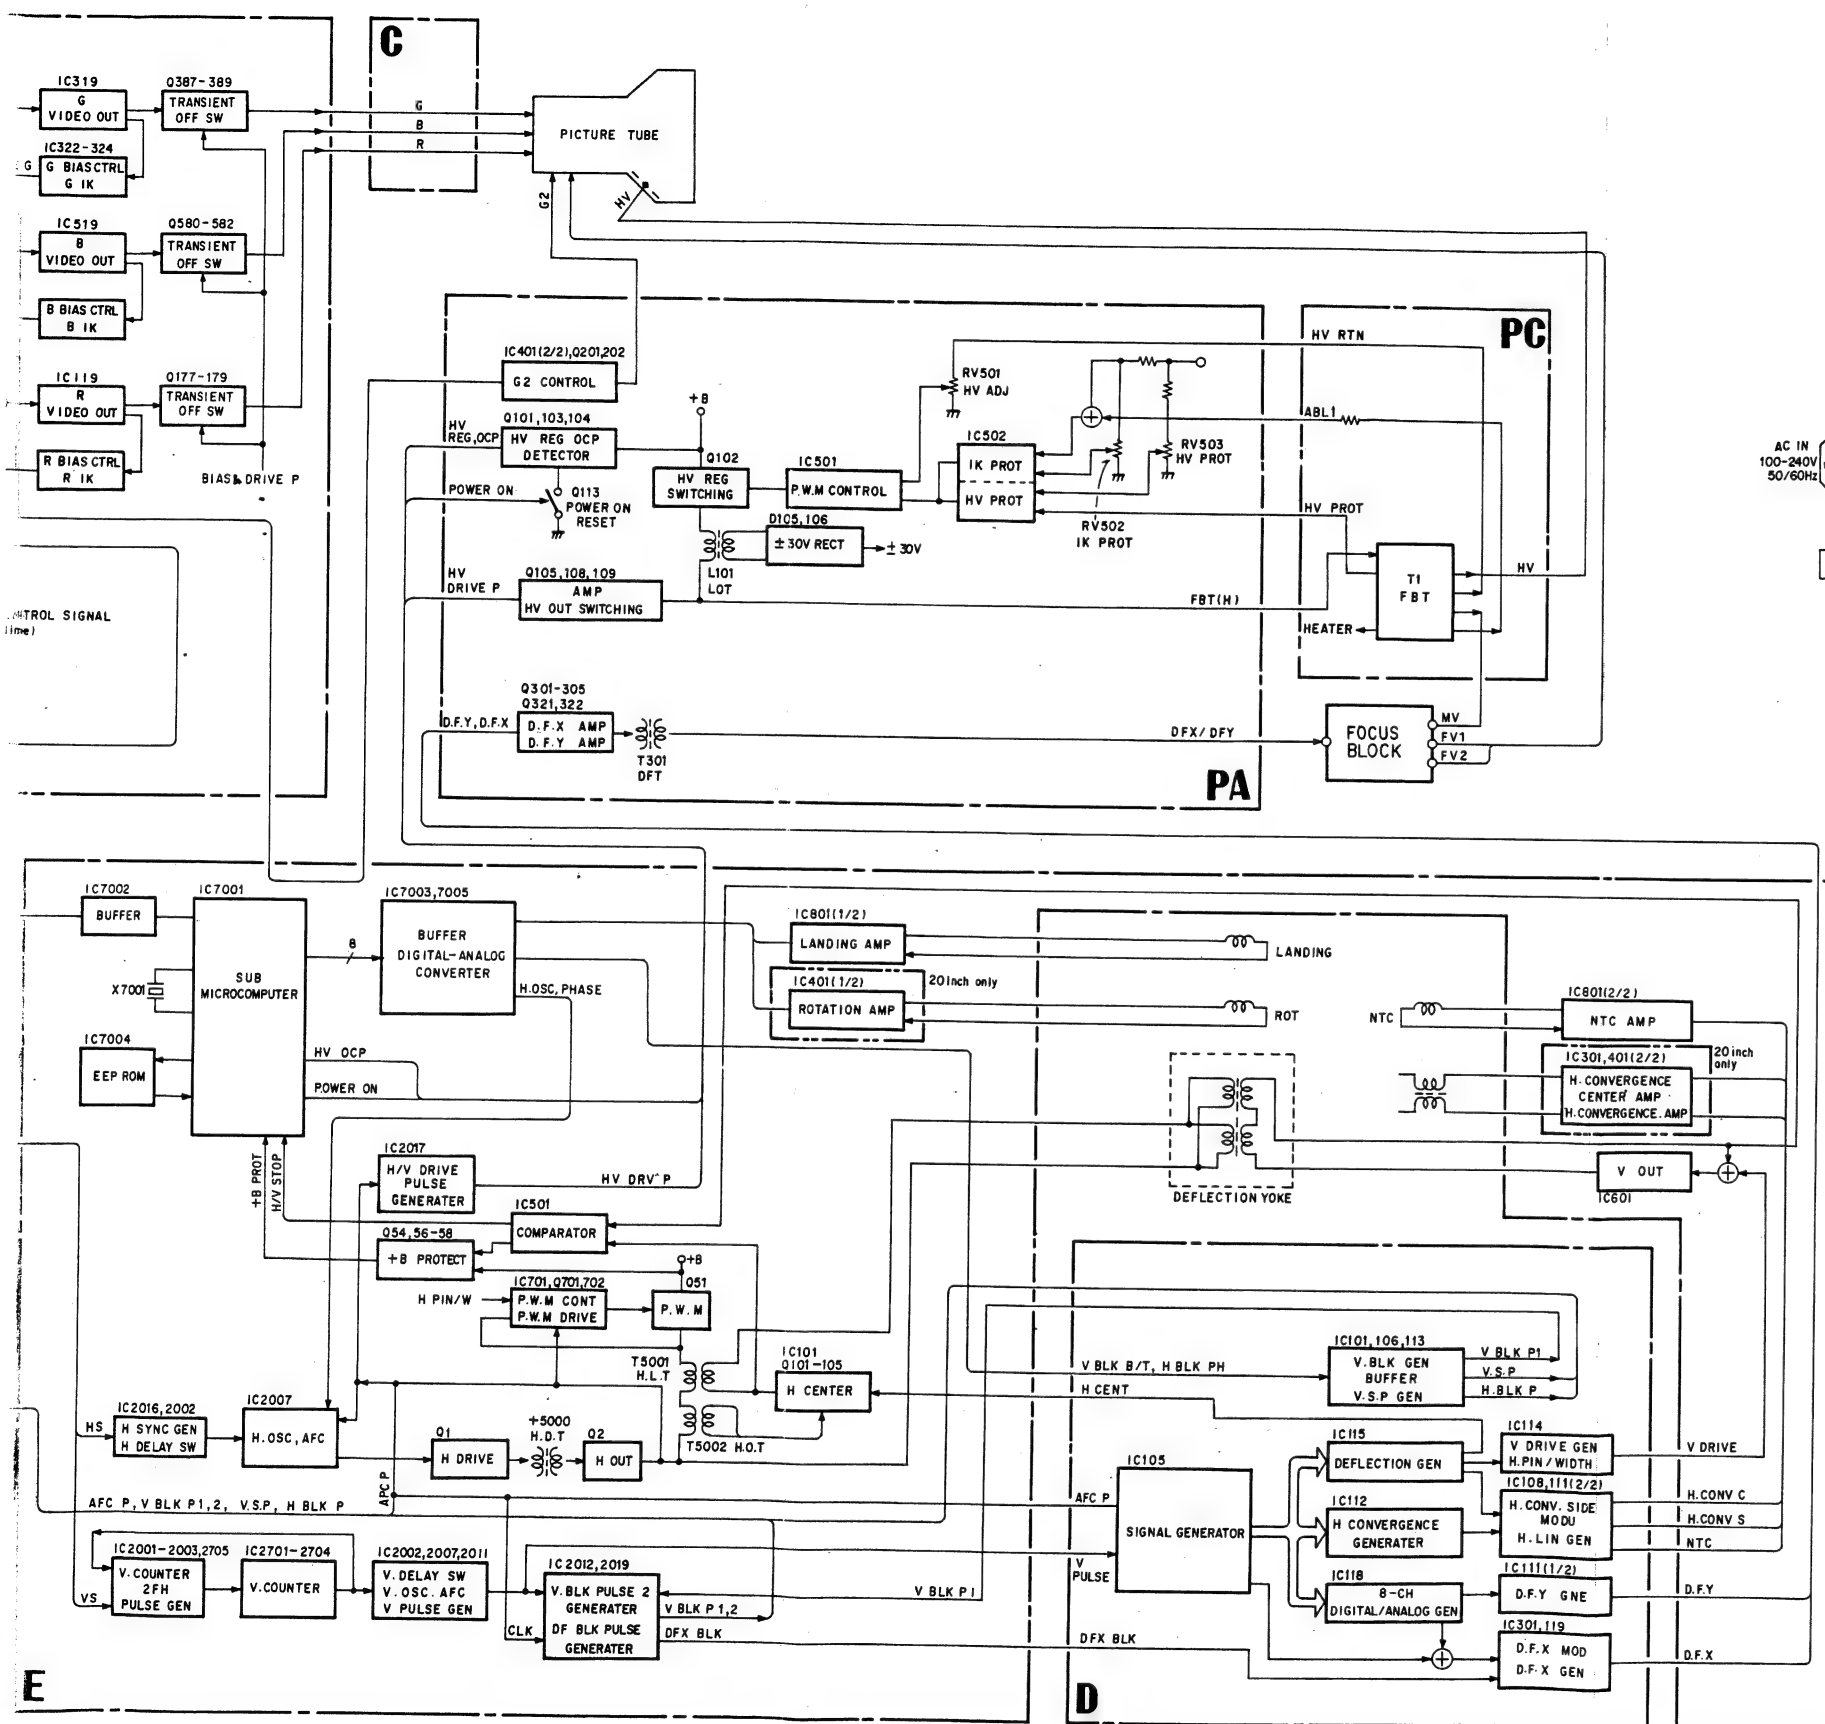 C
IC319
G
VIDEO OUT
Q387-389
TRANSIENT
OFF SW
G
B
R
PICTURE TUBE
IC322-324
G
G BIAS CTRL
G IK
G2
HV
IC519
B
VIDEO OUT
Q580-582
TRANSIENT
OFF SW
B BIAS CTRL
B IK
IC119
R
VIDEO OUT
Q177-179
TRANSIENT
OFF SW
R BIAS CTRL
R IK
BIAS & DRIVE P
IC401(2/2),Q201,202
G2 CONTROL
Q101,103,104
HV REG OCP
DETECTOR
HV
REG,OCP
+B
Q102
HV REG
SWITCHING
IC501
P.W.M CONTROL
RV501
HV ADJ
IC502
IK PROT
HV PROT
RV503
HV PROT
RV502
IK PROT
PC
HV RTN
ABL1
HV PROT
AC IN
100-240V
50/60Hz
POWER ON
Q113
POWER ON
RESET
D105,106
±30V RECT
±30V
L101
LOT
HV
DRIVE P
Q105,108,109
AMP
HV OUT SWITCHING
FBT(H)
T1
FBT
HV
HEATER
TROL SIGNAL
ime)
Q301-305
Q321,322
D.F.Y,D.F.X
D.F.X AMP
D.F.Y AMP
T301
DFT
DFX/DFY
FOCUS
BLOCK
MV
FV1
FV2
PA
IC7002
BUFFER
IC7001
SUB
MICROCOMPUTER
X7001
IC7004
EEP ROM
8
IC7003,7005
BUFFER
DIGITAL-ANALOG
CONVERTER
H.OSC,PHASE
HV OCP
POWER ON
IC801(1/2)
LANDING AMP
LANDING
20inch only
IC401(1/2)
ROTATION AMP
ROT
NTC
IC801(2/2)
NTC AMP
IC301,401(2/2)
20inch
only
H.CONVERGENCE
CENTER AMP
H.CONVERGENCE.AMP
DEFLECTION YOKE
V OUT
IC601
+B PROT
H/V STOP
IC2017
H/V DRIVE
PULSE
GENERATER
HV DRV P
IC501
COMPARATOR
Q54,56-58
+B PROTECT
+B
H PIN/W
IC701,Q701,702
P.W.M CONT
P.W.M DRIVE
Q51
P.W.M
T5001
H.L.T
IC101
Q101-105
H CENTER
T5002 H.O.T
V BLK B/T, H BLK PH
H CENT
IC101,106,113
V.BLK GEN
BUFFER
V.S.P GEN
V BLK P1
V.S.P
H.BLK P
HS
IC2016,2002
H SYNC GEN
H DELAY SW
IC2007
H.OSC,AFC
Q1
H DRIVE
+5000
H.D.T
Q2
H OUT
AFC P
AFC P, V BLK P1,2, V.S.P, H BLK P
AFC P
IC105
SIGNAL GENERATOR
V
PULSE
IC115
DEFLECTION GEN
IC114
V DRIVE GEN
H.PIN/WIDTH
V DRIVE
IC112
H CONVERGENCE
GENERATER
IC108,111(2/2)
H.CONV.SIDE
MODU
H.LIN GEN
H.CONV C
H.CONV S
NTC
IC118
8-CH
DIGITAL/ANALOG GEN
IC111(1/2)
D.F.Y GNE
D.F.Y
IC301,119
D.F.X MOD
D.F.X GEN
D.F.X
VS
IC2001-2003,2705
V.COUNTER
2FH
PULSE GEN
IC2701-2704
V.COUNTER
IC2002,2007,2011
V.DELAY SW
V.OSC.AFC
V PULSE GEN
IC2012,2019
V.BLK PULSE 2
GENERATER
DF BLK PULSE
GENERATER
CLK
V BLK P1
V BLK P1,2
DFX BLK
DFX BLK
E
D